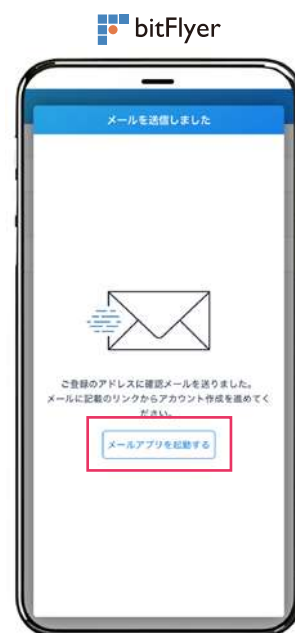 bitFlyer
メールを送信しました
ご登録のアドレスに確認メールを送りました。
メールに記載のリンクからアカウント作成を進めてく
ださい。
メールアプリを起動する